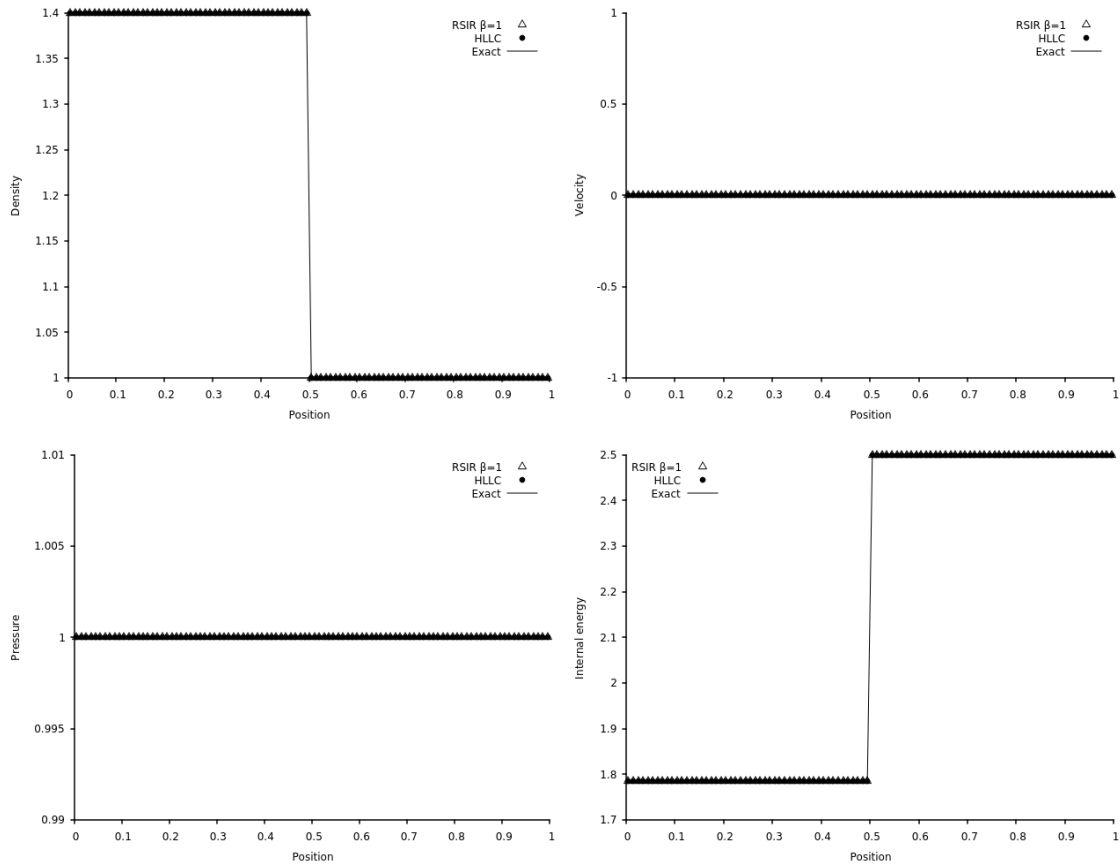 1.4
1.35
1.3
1.25
1.2
1.15
1.1
1.05
1
Density
RSIR β=1
HLLC
Exact
0 0.1 0.2 0.3 0.4 0.5 0.6 0.7 0.8 0.9 1
Position
1
0.5
0
-0.5
-1
Velocity
RSIR β=1
HLLC
Exact
0 0.1 0.2 0.3 0.4 0.5 0.6 0.7 0.8 0.9 1
Position
1.01
1.005
1
0.995
0.99
Pressure
RSIR β=1
HLLC
Exact
0 0.1 0.2 0.3 0.4 0.5 0.6 0.7 0.8 0.9 1
Position
2.5
2.4
2.3
2.2
2.1
2
1.9
1.8
1.7
Internal energy
RSIR β=1
HLLC
Exact
0 0.1 0.2 0.3 0.4 0.5 0.6 0.7 0.8 0.9 1
Position